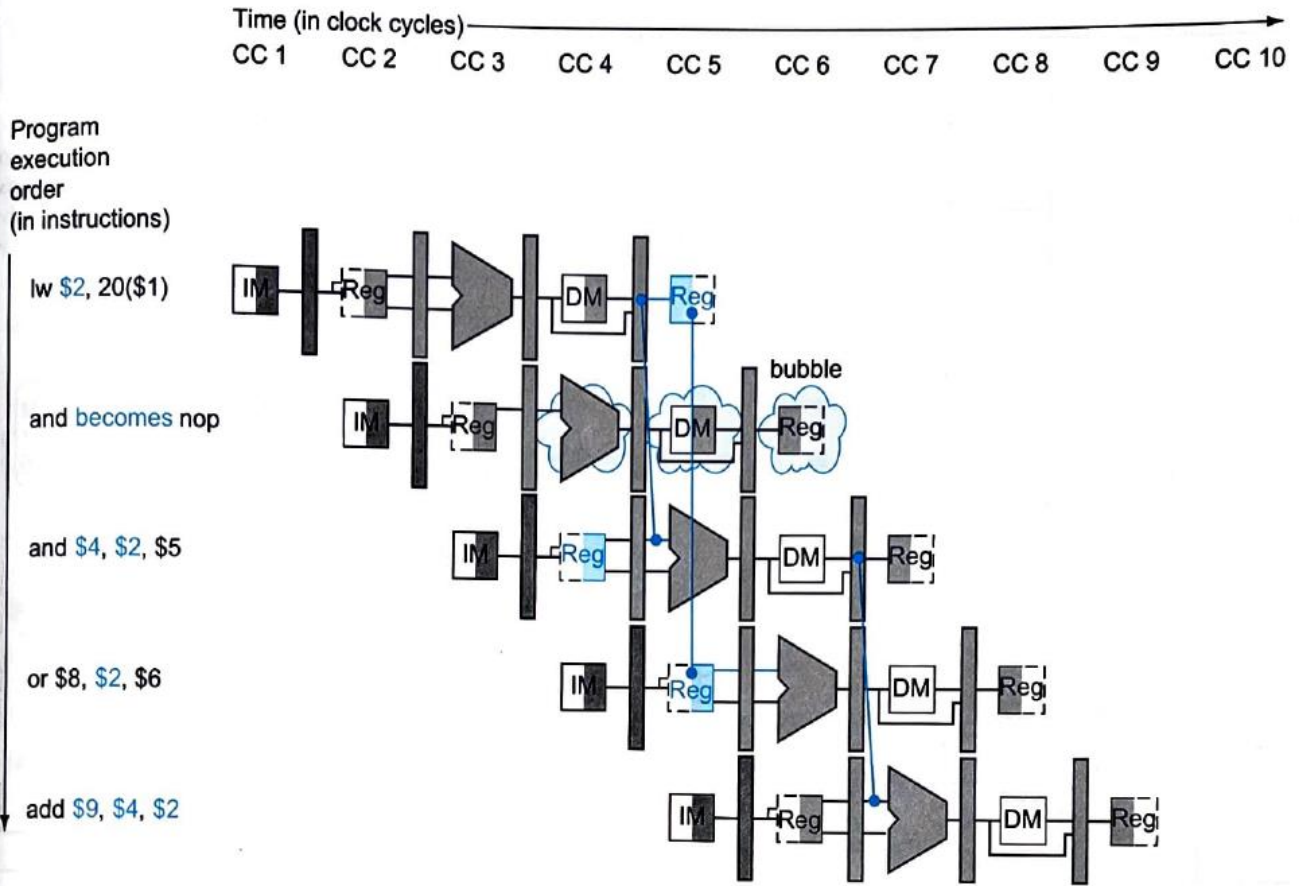 Time (in clock cycles)
CC 1 CC 2 CC 3 CC 4 CC 5 CC 6 CC 7 CC 8 CC 9 CC 10
Program
execution
order
(in instructions)
lw $2, 20($1)
IM Reg DM Reg
bubble
and becomes nop
IM Reg DM Reg
and $4, $2, $5
IM Reg DM Reg
or $8, $2, $6
IM Reg DM Reg
add $9, $4, $2
IM Reg DM Reg